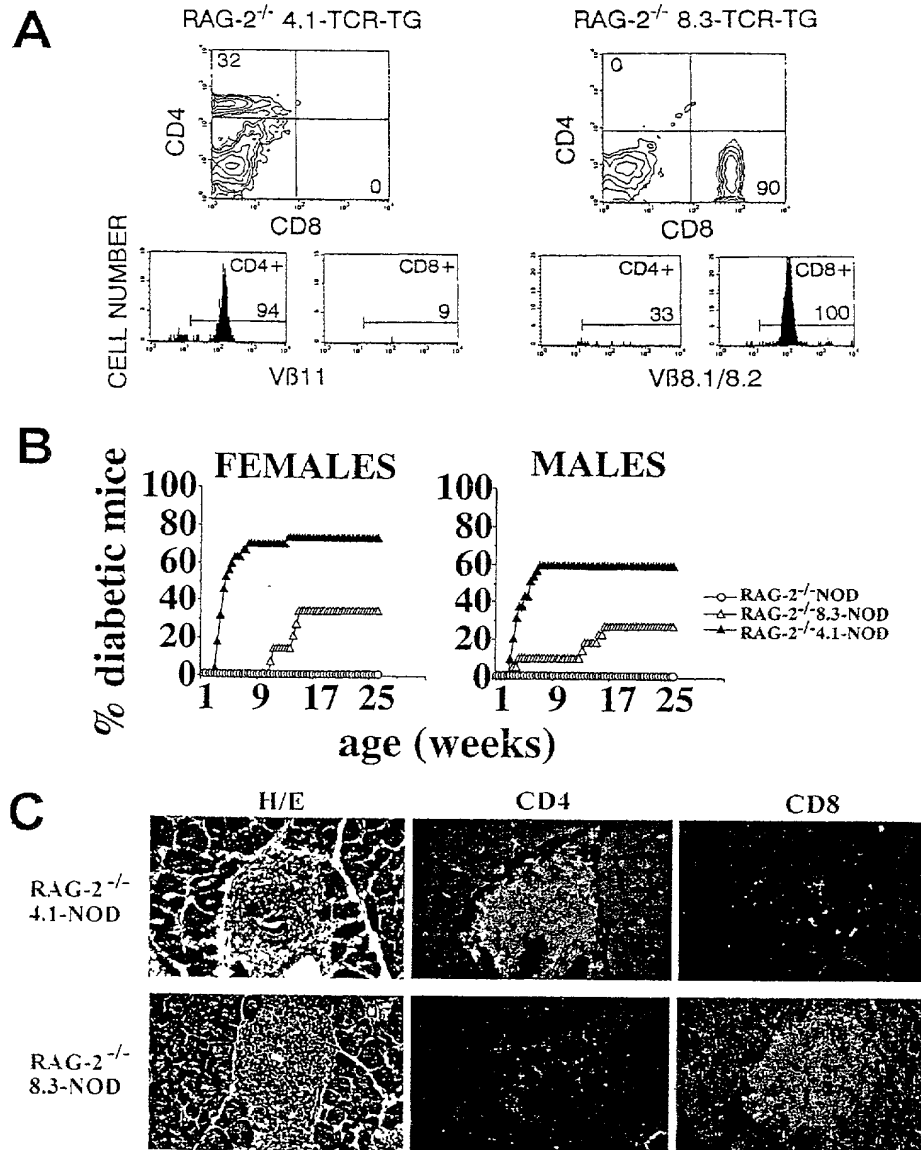 A
RAG-2-/- 4.1-TCR-TG
RAG-2-/- 8.3-TCR-TG
32
0
CD4
CD8
0
90
CD4
CD8
CELL NUMBER
CD4+
94
CD8+
9
Vß11
CD4+
33
CD8+
100
Vß8.1/8.2
B
FEMALES
MALES
% diabetic mice
100
80
60
40
20
0
1 9 17 25
100
80
60
40
20
0
1 9 17 25
age (weeks)
RAG-2-/-NOD
RAG-2-/-8.3-NOD
RAG-2-/-4.1-NOD
C
H/E CD4 CD8
RAG-2-/-
4.1-NOD
RAG-2-/-
8.3-NOD